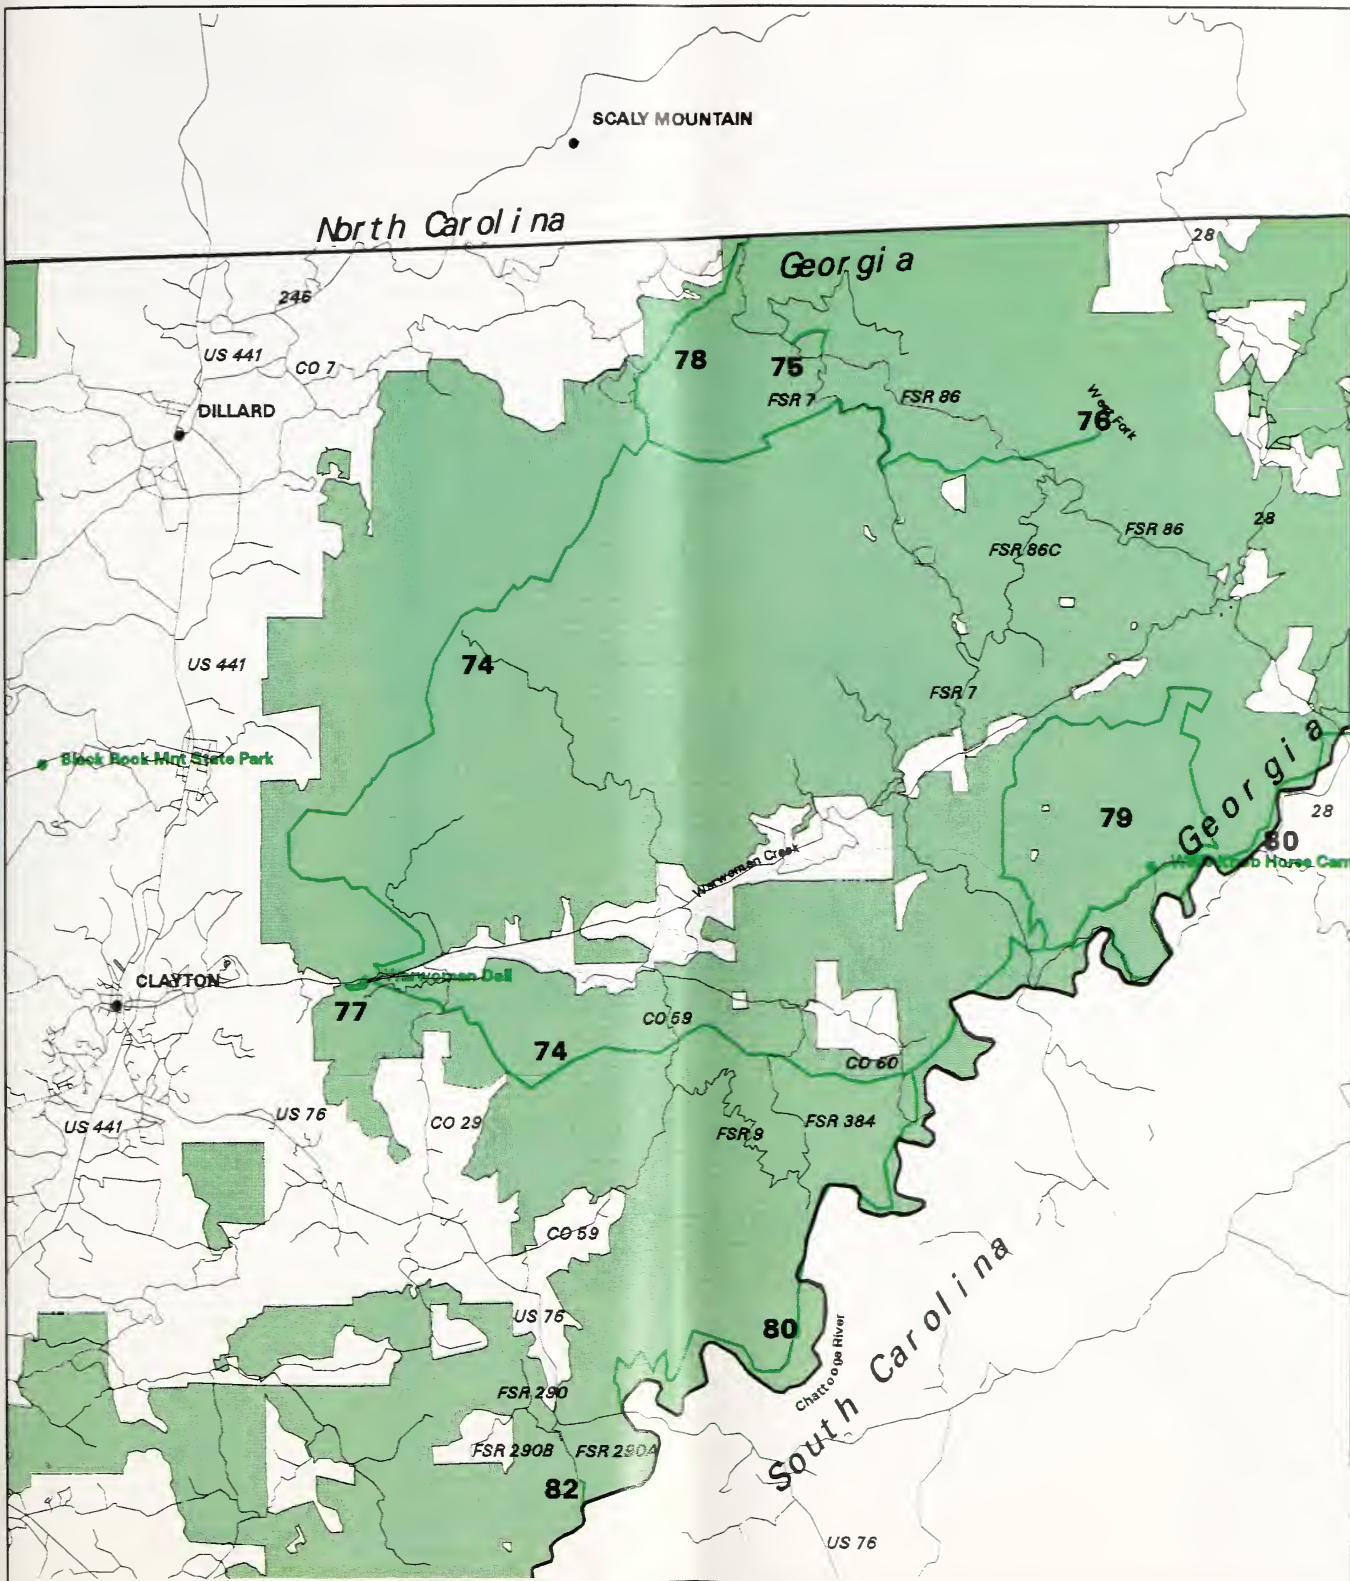 SCALY MOUNTAIN
North Carolina
28
Georgia
246
US 441
CO 7
78
75
FSR 7
FSR 86
DILLARD
West Fork
76
28
FSR 86
FSR 86C
74
US 441
FSR 7
Georgia
Black Rock Mnt State Park
28
79
80
Warwoman Creek
Horse Cam
CLAYTON
Warwoman Dell
77
CO 59
74
CO 60
US 76
CO 29
US 441
FSR 9
FSR 384
CO 59
South Carolina
US 76
80
Chattooga River
FSR 290
FSR 290B
FSR 290A
82
US 76